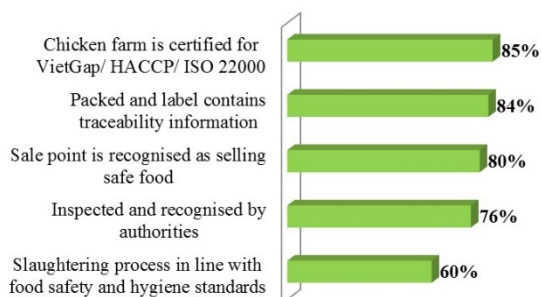 Chicken farm is certified for
VietGap/ HACCP/ ISO 22000
85%
Packed and label contains
traceability information
84%
Sale point is recognised as selling
safe food
80%
Inspected and recognised by
authorities
76%
Slaughtering process in line with
food safety and hygiene standards
60%